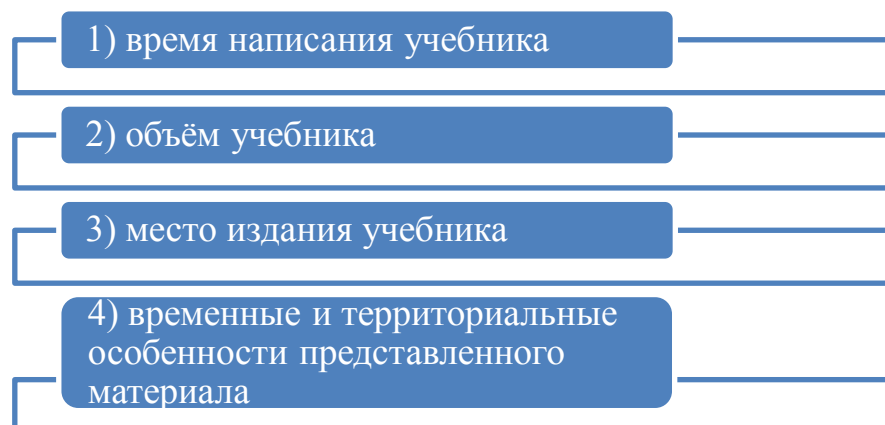 1) время написания учебника
2) объём учебника
3) место издания учебника
4) временные и территориальные
особенности представленного
материала